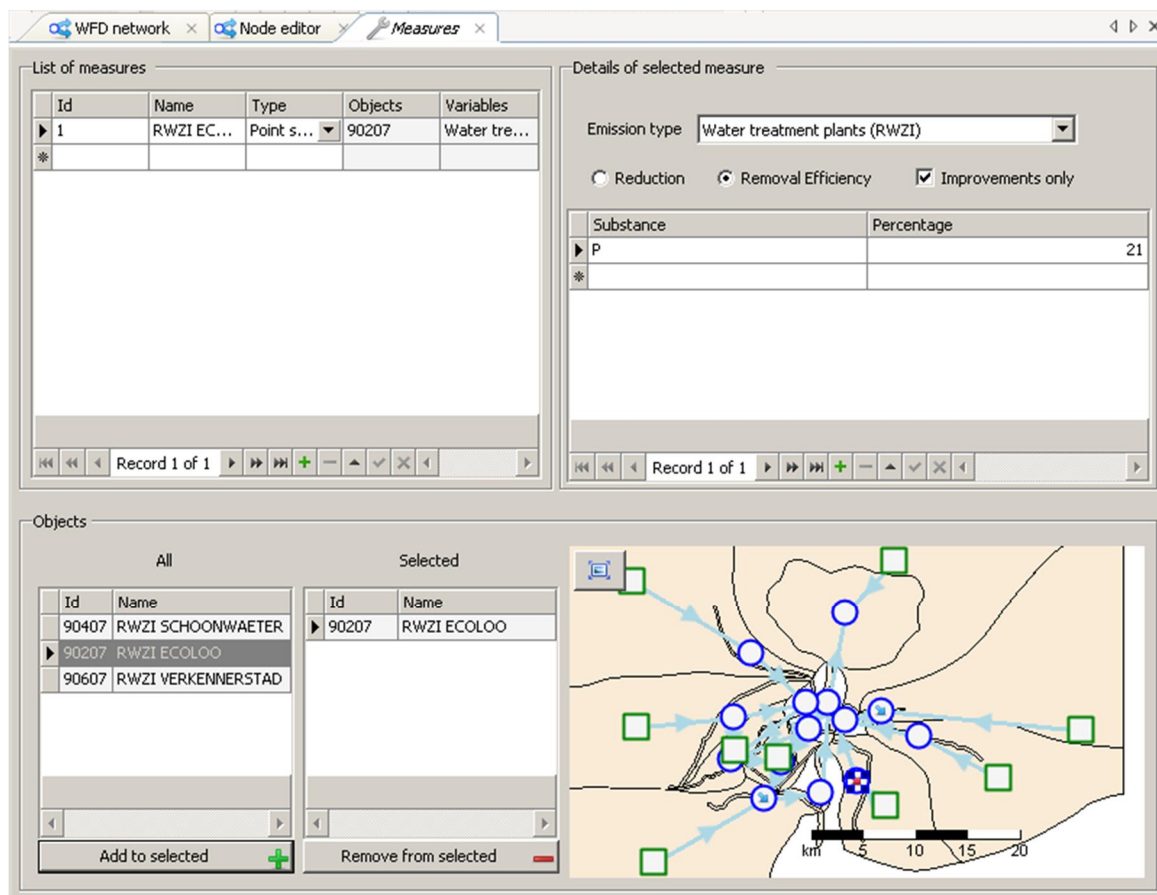 WFD network Node editor Measures
List of measures
Id Name Type Objects Variables
1 RWZI EC... Point s... 90207 Water tre...
Record 1 of 1
Details of selected measure
Emission type Water treatment plants (RWZI)
Reduction Removal Efficiency Improvements only
Substance Percentage
P 21
Record 1 of 1
Objects
All
Id Name
90407 RWZI SCHOONWAETER
90207 RWZI ECOLOO
90607 RWZI VERKENNERSTAD
Add to selected
Selected
Id Name
90207 RWZI ECOLOO
Remove from selected
km 5 10 15 20